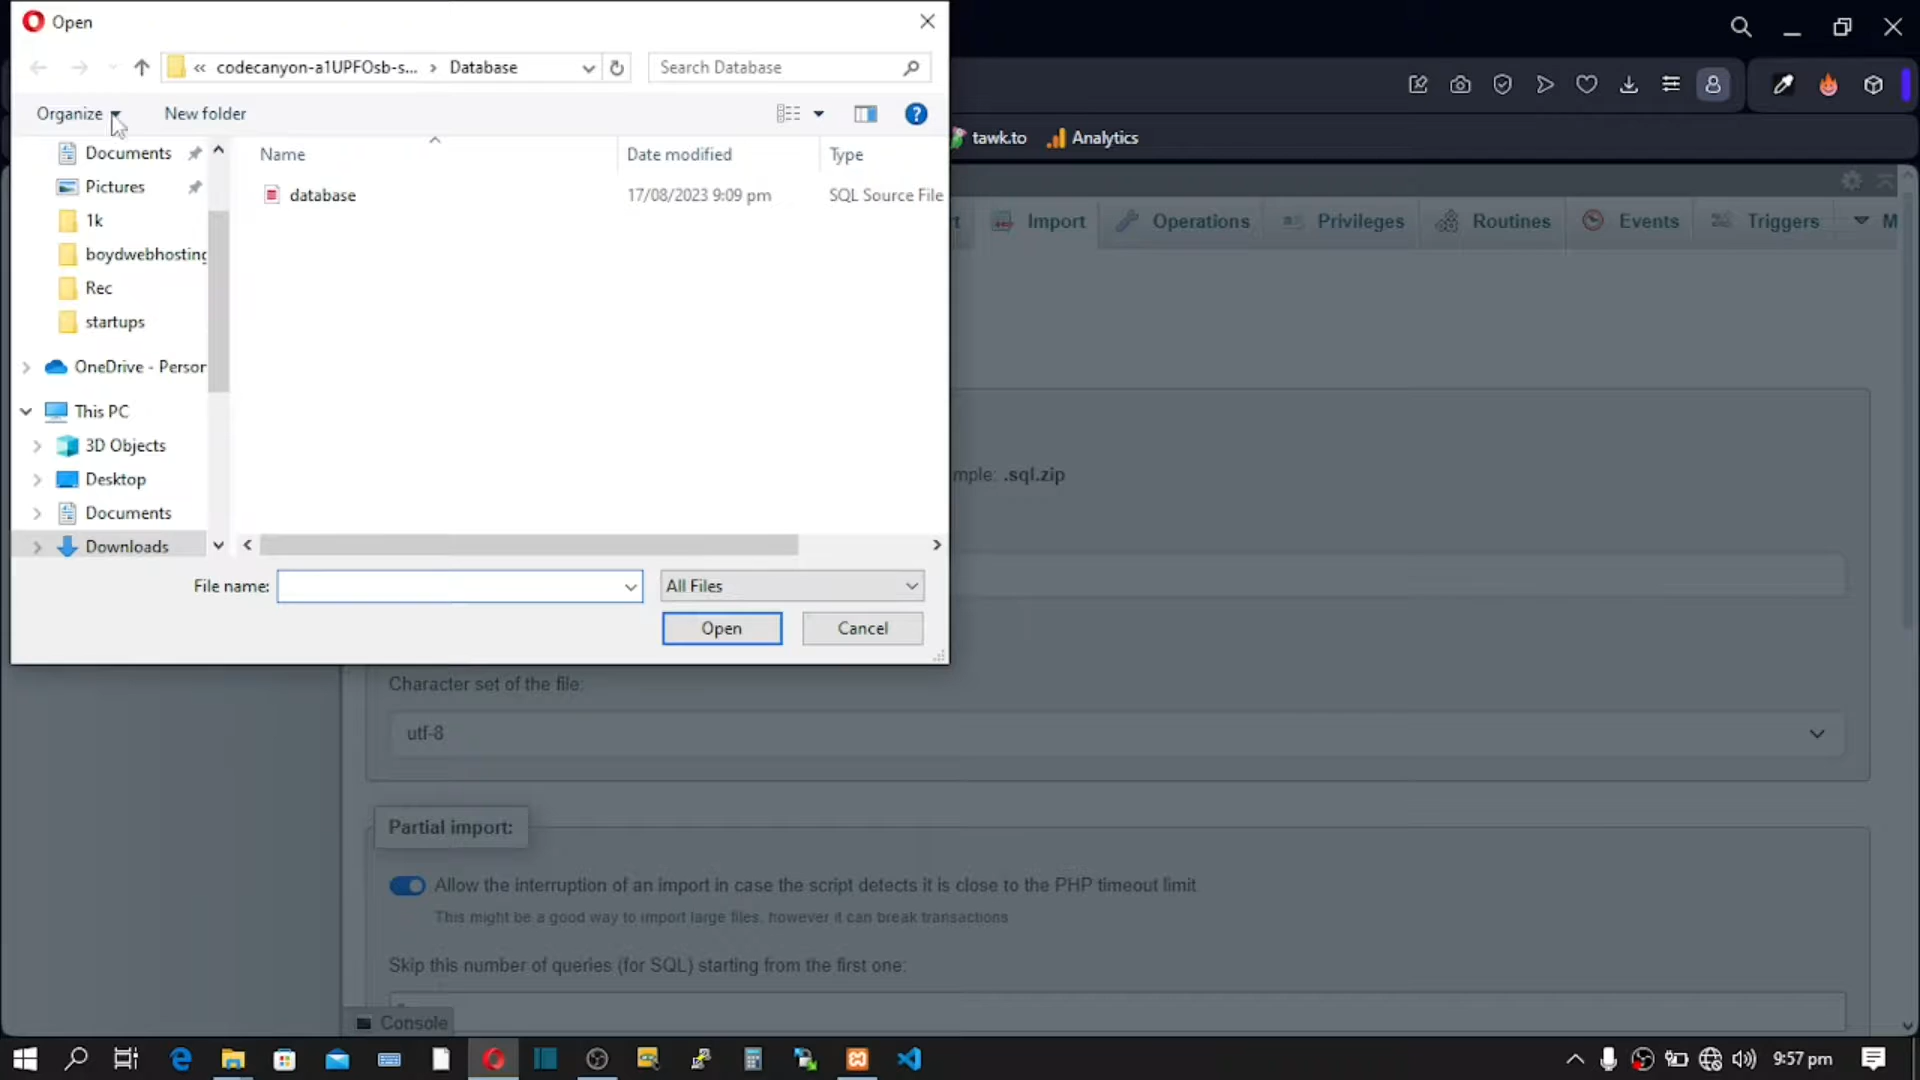 Open
« codecanyon-a1UPFOsb-s... > Database
Search Database
Organize
New folder
tawk.to
Analytics
Documents
Pictures
1k
boydwebhosting
Rec
startups
OneDrive - Person
This PC
3D Objects
Desktop
Documents
Downloads
Name
Date modified
Type
database
17/08/2023 9:09 pm
SQL Source File
Import
Operations
Privileges
Routines
Events
Triggers
M
mple: .sql.zip
File name:
All Files
Open
Cancel
Character set of the file:
utf-8
Partial import:
Allow the interruption of an import in case the script detects it is close to the PHP timeout limit
This might be a good way to import large files, however it can break transactions
Skip this number of queries (for SQL) starting from the first one:
Console
9:57 pm